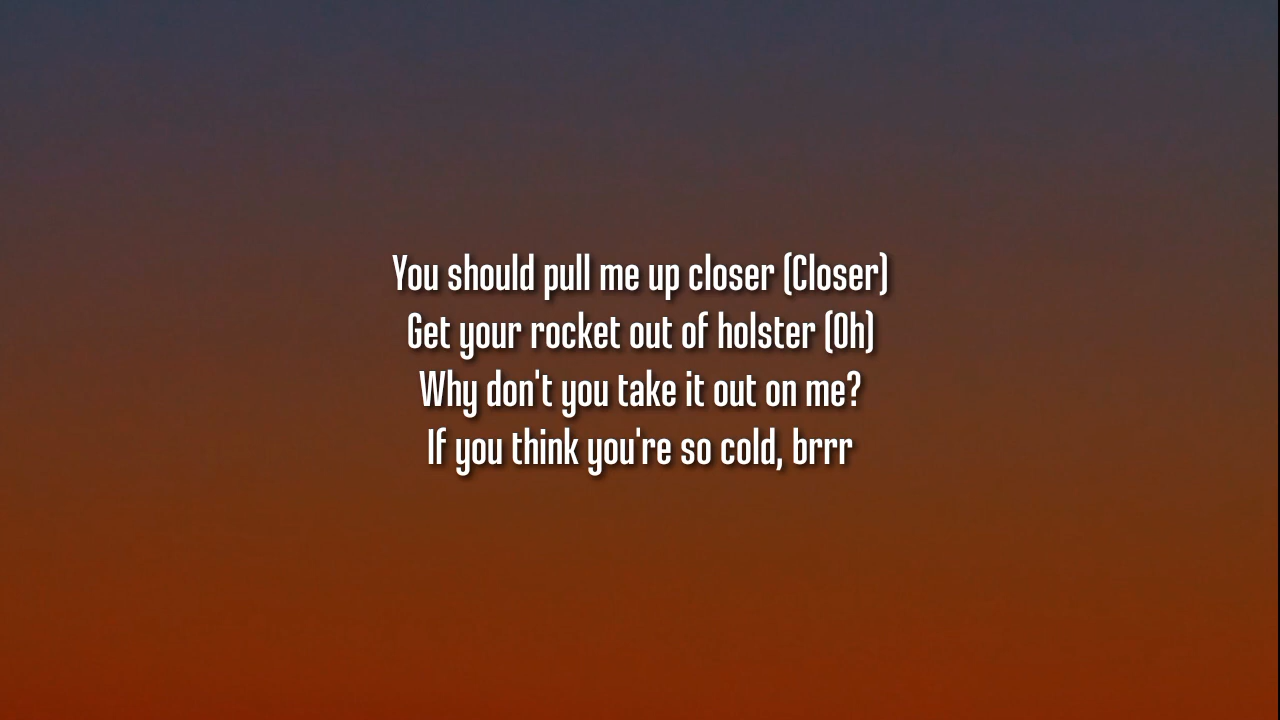 You should pull me up closer (Closer)
Get your rocket out of holster (Oh)
Why don't you take it out on me?
If you think you're so cold, brrr